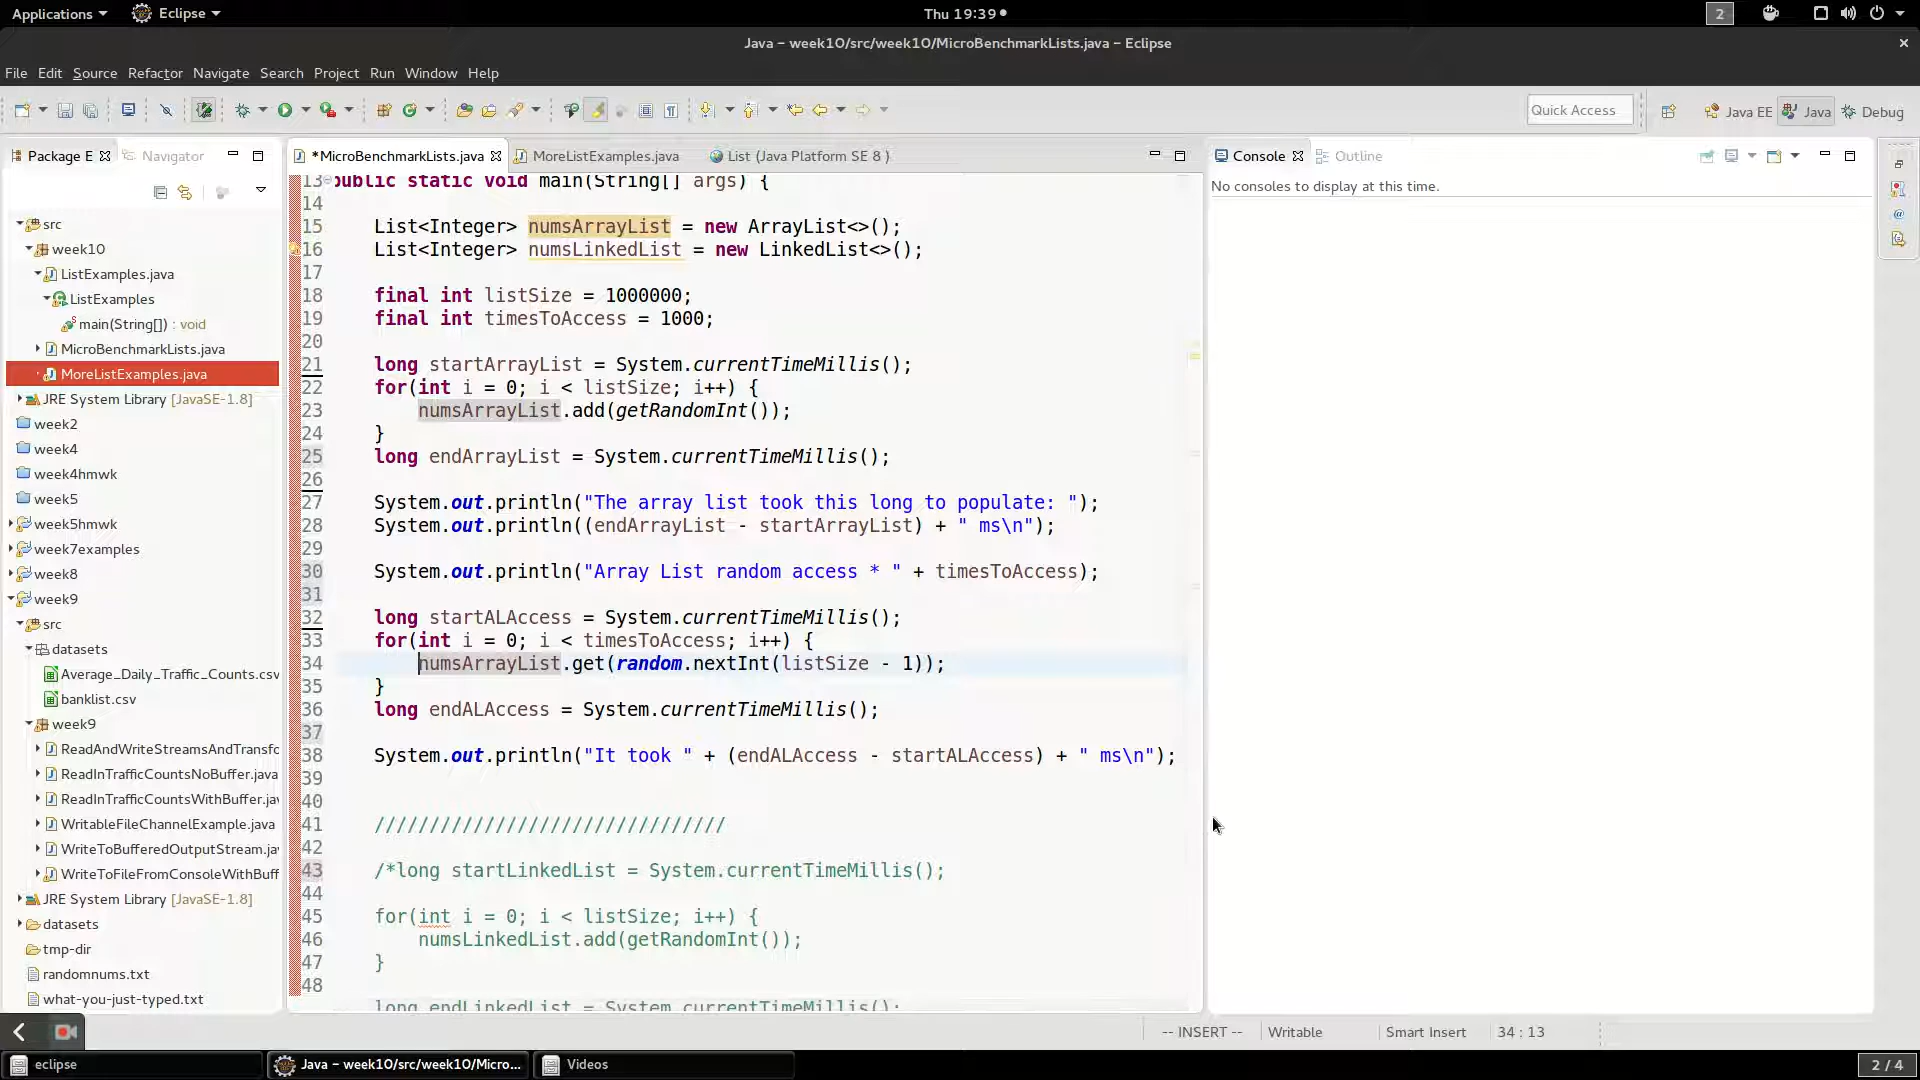 Applications
Eclipse
Thu 19:39
2
Java – week10/src/week10/MicroBenchmarkLists.java – Eclipse
File Edit Source Refactor Navigate Search Project Run Window Help
Quick Access
Java EE
Java
Debug
Package E
Navigator
*MicroBenchmarkLists.java
MoreListExamples.java
List (Java Platform SE 8 )
Console
Outline
No consoles to display at this time.
src
week10
ListExamples.java
ListExamples
main(String[]) : void
MicroBenchmarkLists.java
MoreListExamples.java
JRE System Library [JavaSE-1.8]
week2
week4
week4hmwk
week5
week5hmwk
week7examples
week8
week9
src
datasets
Average_Daily_Traffic_Counts.csv
banklist.csv
week9
ReadAndWriteStreamsAndTransfo
ReadInTrafficCountsNoBuffer.java
ReadInTrafficCountsWithBuffer.jav
WritableFileChannelExample.java
WriteToBufferedOutputStream.jav
WriteToFileFromConsoleWithBuff
JRE System Library [JavaSE-1.8]
datasets
tmp-dir
randomnums.txt
what-you-just-typed.txt
13 public static void main(String[] args) {
14
15 List<Integer> numsArrayList = new ArrayList<>();
16 List<Integer> numsLinkedList = new LinkedList<>();
17
18 final int listSize = 1000000;
19 final int timesToAccess = 1000;
20
21 long startArrayList = System.currentTimeMillis();
22 for(int i = 0; i < listSize; i++) {
23 numsArrayList.add(getRandomInt());
24 }
25 long endArrayList = System.currentTimeMillis();
26
27 System.out.println("The array list took this long to populate: ");
28 System.out.println((endArrayList - startArrayList) + " ms\n");
29
30 System.out.println("Array List random access * " + timesToAccess);
31
32 long startALAccess = System.currentTimeMillis();
33 for(int i = 0; i < timesToAccess; i++) {
34 numsArrayList.get(random.nextInt(listSize - 1));
35 }
36 long endALAccess = System.currentTimeMillis();
37
38 System.out.println("It took " + (endALAccess - startALAccess) + " ms\n");
39
40
41 ////////////////////////////////
42
43 /*long startLinkedList = System.currentTimeMillis();
44
45 for(int i = 0; i < listSize; i++) {
46 numsLinkedList.add(getRandomInt());
47 }
48
long endLinkedList = System.currentTimeMillis();
-- INSERT --
Writable
Smart Insert
34 : 13
eclipse
Java – week10/src/week10/Micro...
Videos
2 / 4